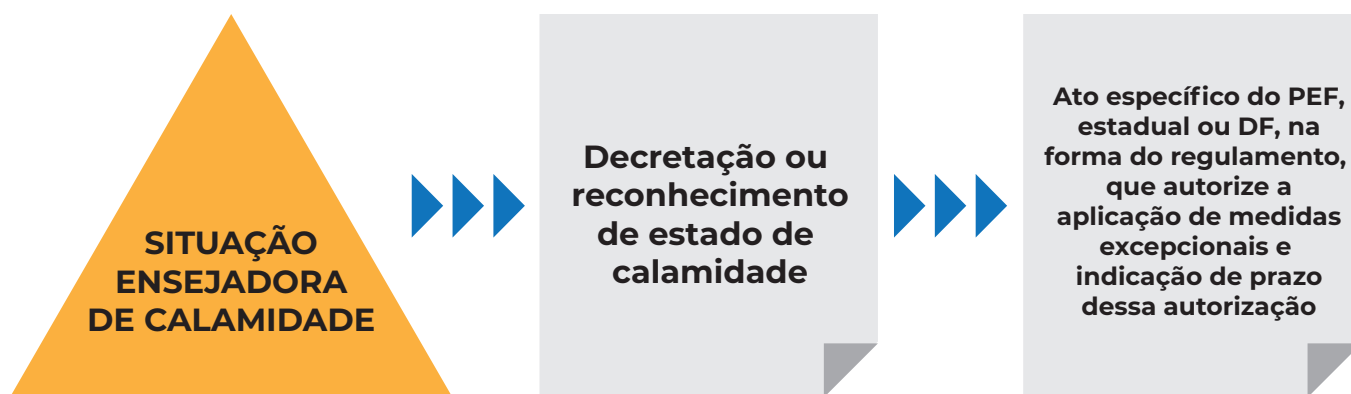 SITUAÇÃO
ENSEJADORA
DE CALAMIDADE
Decretação ou
reconhecimento
de estado de
calamidade
Ato específico do PEF,
estadual ou DF, na
forma do regulamento,
que autorize a
aplicação de medidas
excepcionais e
indicação de prazo
dessa autorização